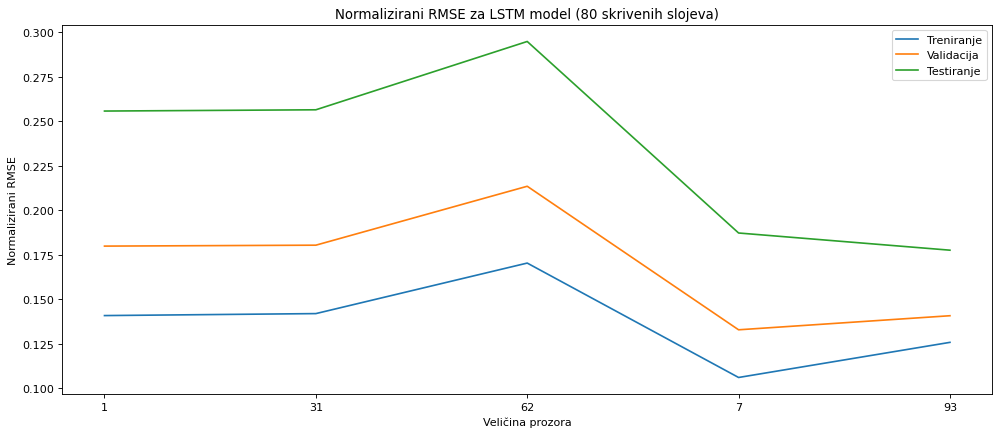 Normalizirani RMSE za LSTM model (80 skrivenih slojeva)
Treniranje
Validacija
Testiranje
Normalizirani RMSE
0.300
0.275
0.250
0.225
0.200
0.175
0.150
0.125
0.100
1 31 62 7 93
Veličina prozora